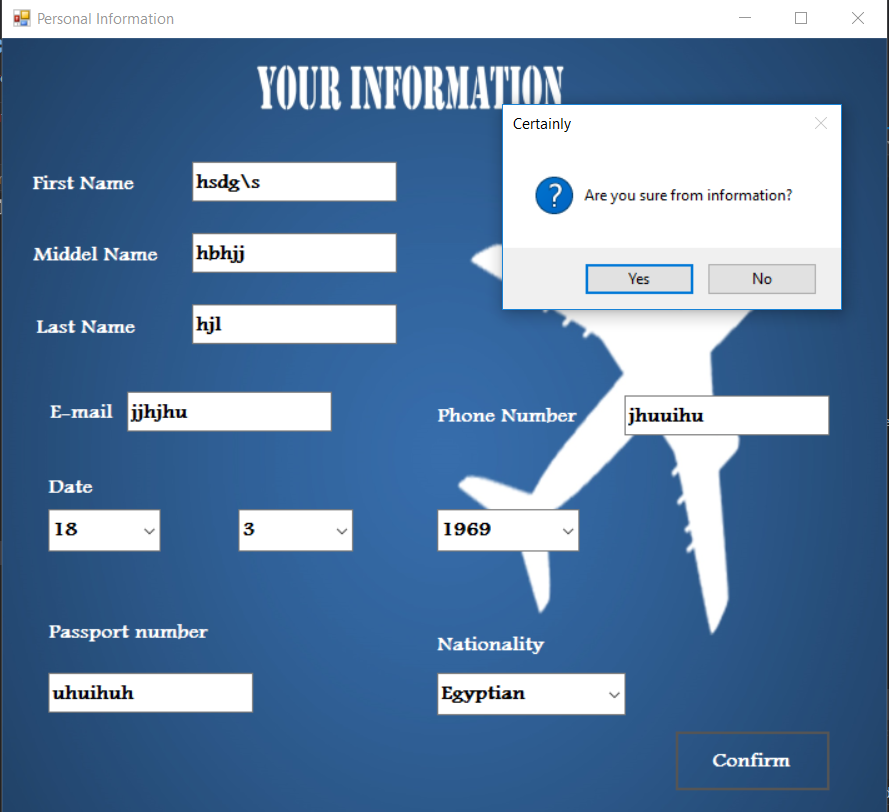 Personal Information
YOUR INFORMATION
Certainly
Are you sure from information?
Yes No
First Name hsdg\s
Middel Name hbhjj
Last Name hjl
E-mail jjhjhu
Phone Number jhuuihu
Date
18 3 1969
Passport number
Nationality
uhuihuh
Egyptian
Confirm